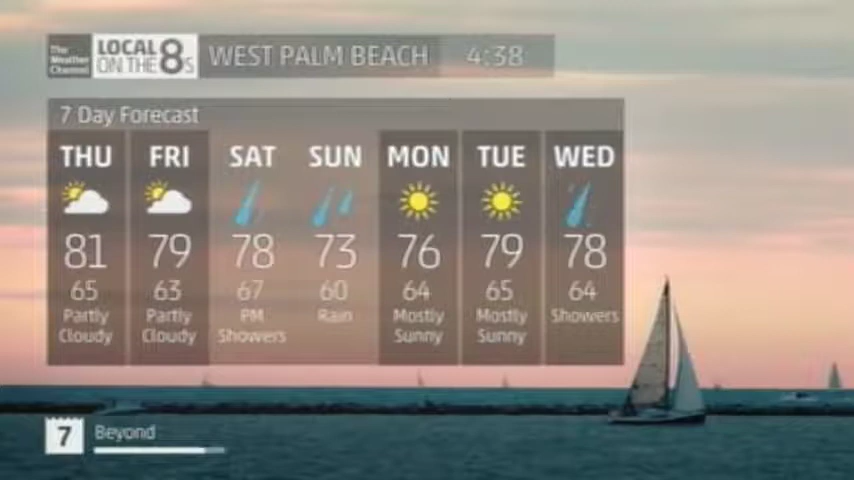 The Weather Channel LOCAL ON THE 8s WEST PALM BEACH 4:38
7 Day Forecast
THU FRI SAT SUN MON TUE WED
81 79 78 73 76 79 78
65 63 67 60 64 65 64
Partly Cloudy Partly Cloudy PM Showers Rain Mostly Sunny Mostly Sunny Showers
7 Beyond